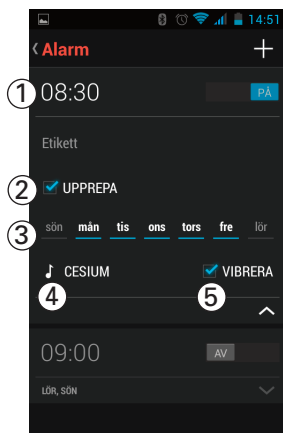 14:51
Alarm
1 08:30 PÅ
Etikett
2 UPPREPA
3 sön mån tis ons tors fre lör
CESIUM VIBRERA
4 5
09:00 AV
LÖR, SÖN